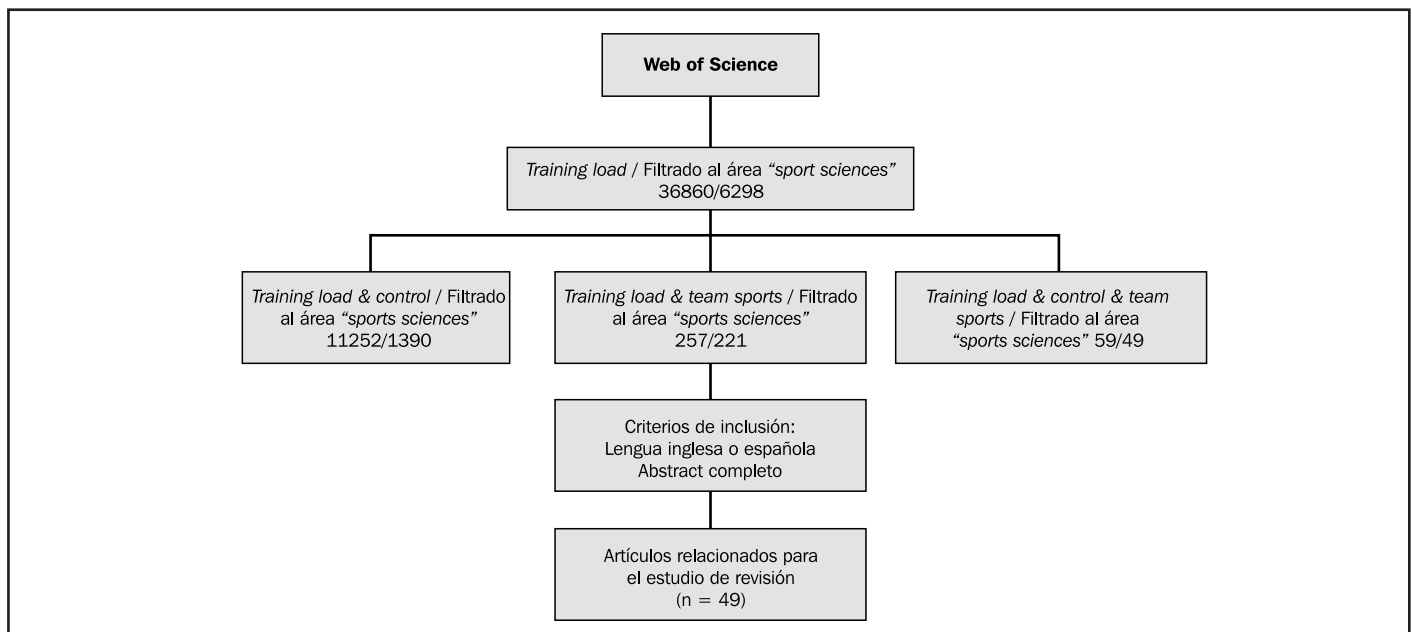 Web of Science
Training load / Filtrado al área “sport sciences”
36860/6298
Training load & control / Filtrado
al área “sports sciences”
11252/1390
Training load & team sports / Filtrado
al área “sports sciences”
257/221
Training load & control & team
sports / Filtrado al área
“sports sciences” 59/49
Criterios de inclusión:
Lengua inglesa o española
Abstract completo
Artículos relacionados para
el estudio de revisión
(n = 49)